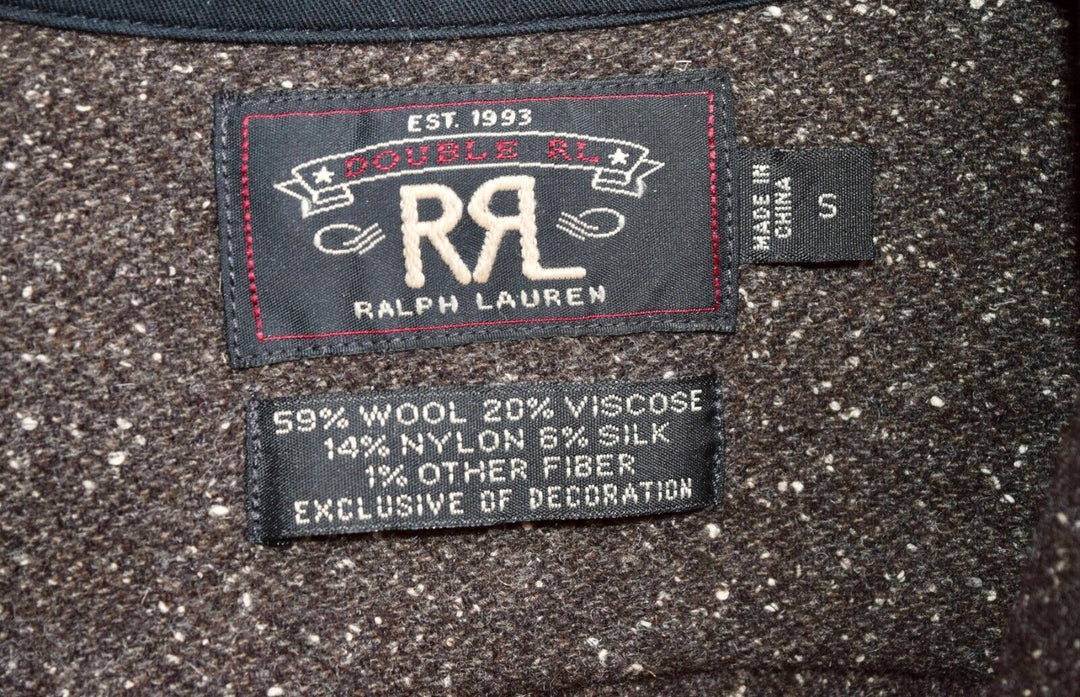 EST. 1993
DOUBLE RL
RRL
RALPH LAUREN
MADE IN
CHINA
S
59% WOOL 20% VISCOSE
14% NYLON 6% SILK
1% OTHER FIBER
EXCLUSIVE OF DECORATION